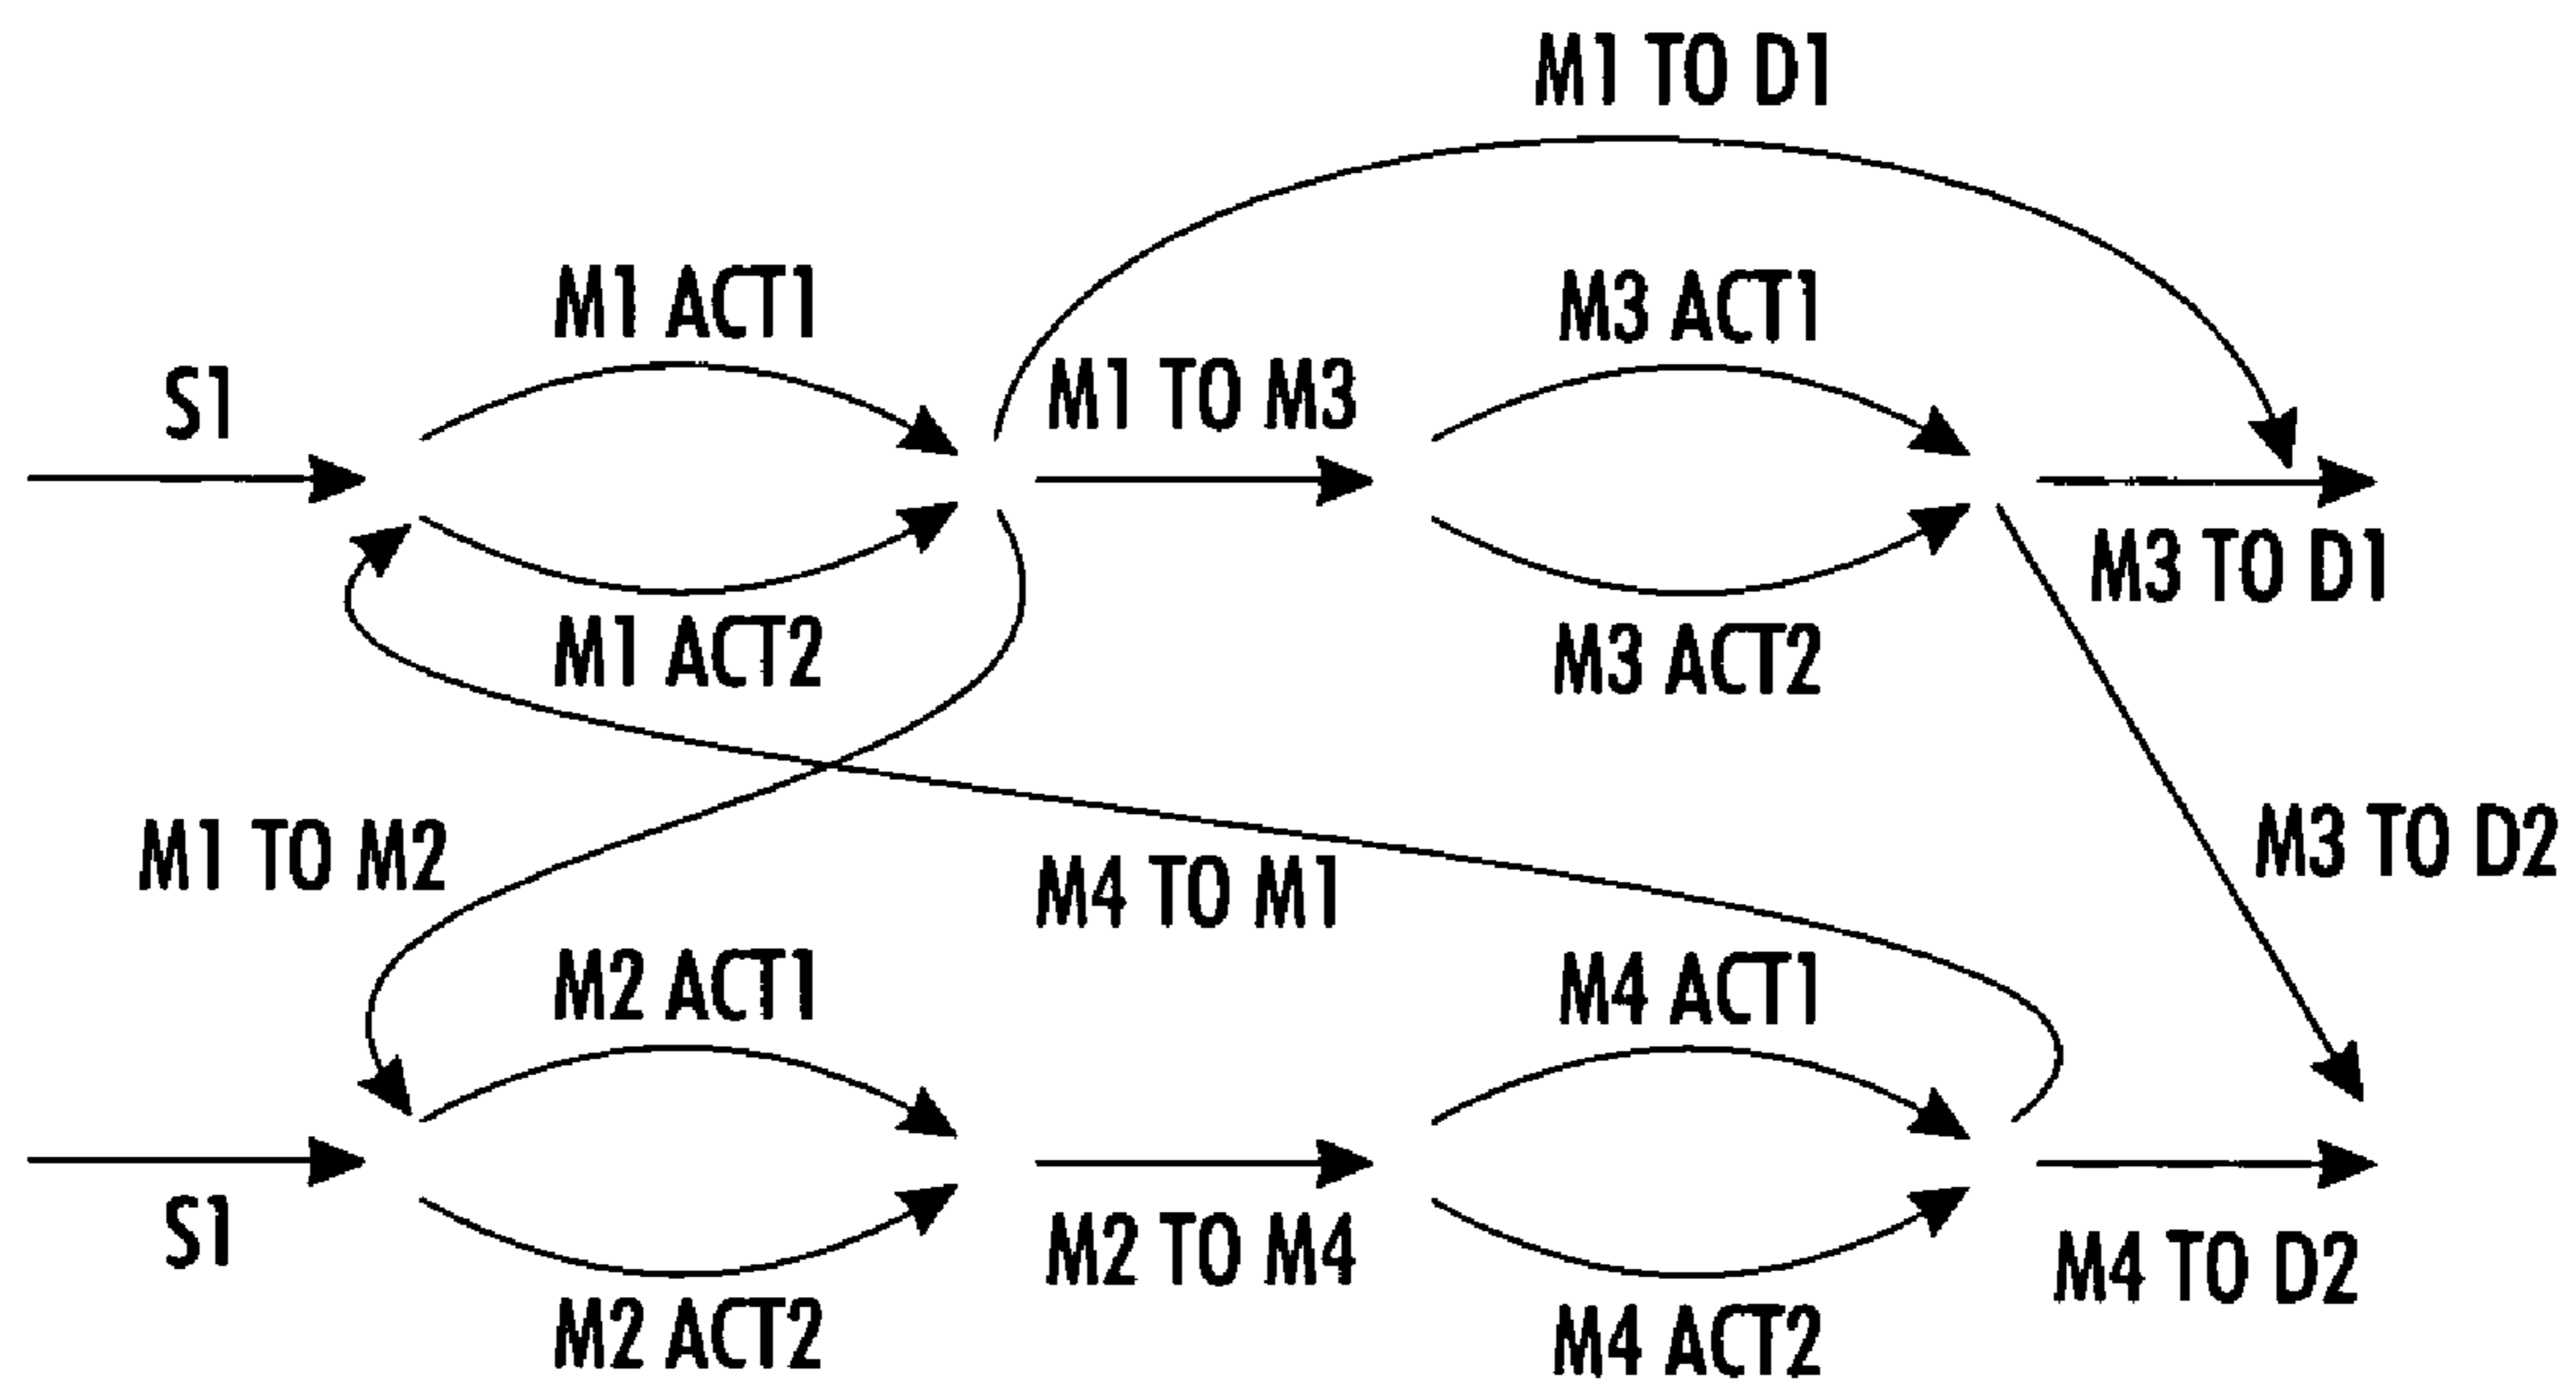 M1 TO D1
M1 ACT1
M3 ACT1
S1
M1 TO M3
M3 TO D1
M1 ACT2
M3 ACT2
M1 TO M2
M4 TO M1
M3 TO D2
M2 ACT1
M4 ACT1
S1
M2 TO M4
M4 TO D2
M2 ACT2
M4 ACT2